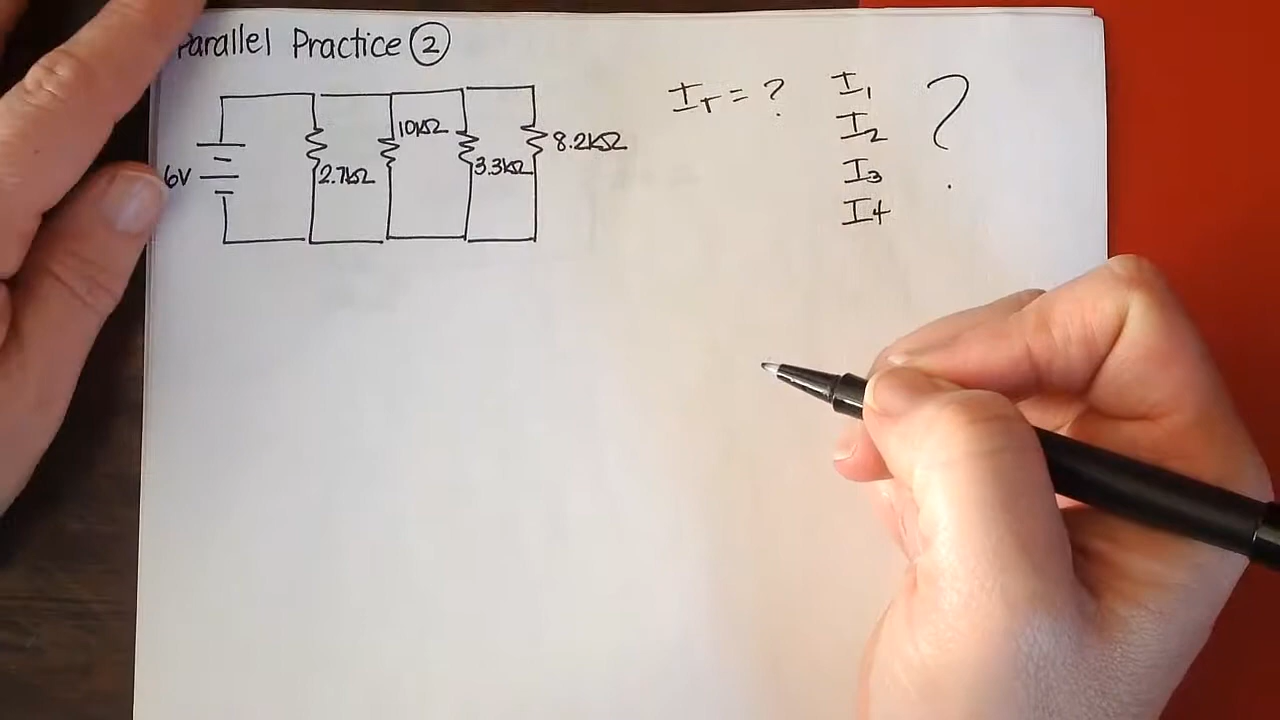 Parallel Practice 2
6V
2.7kΩ
10kΩ
3.3kΩ
8.2kΩ
IT = ?
I1
I2
I3
I4
?